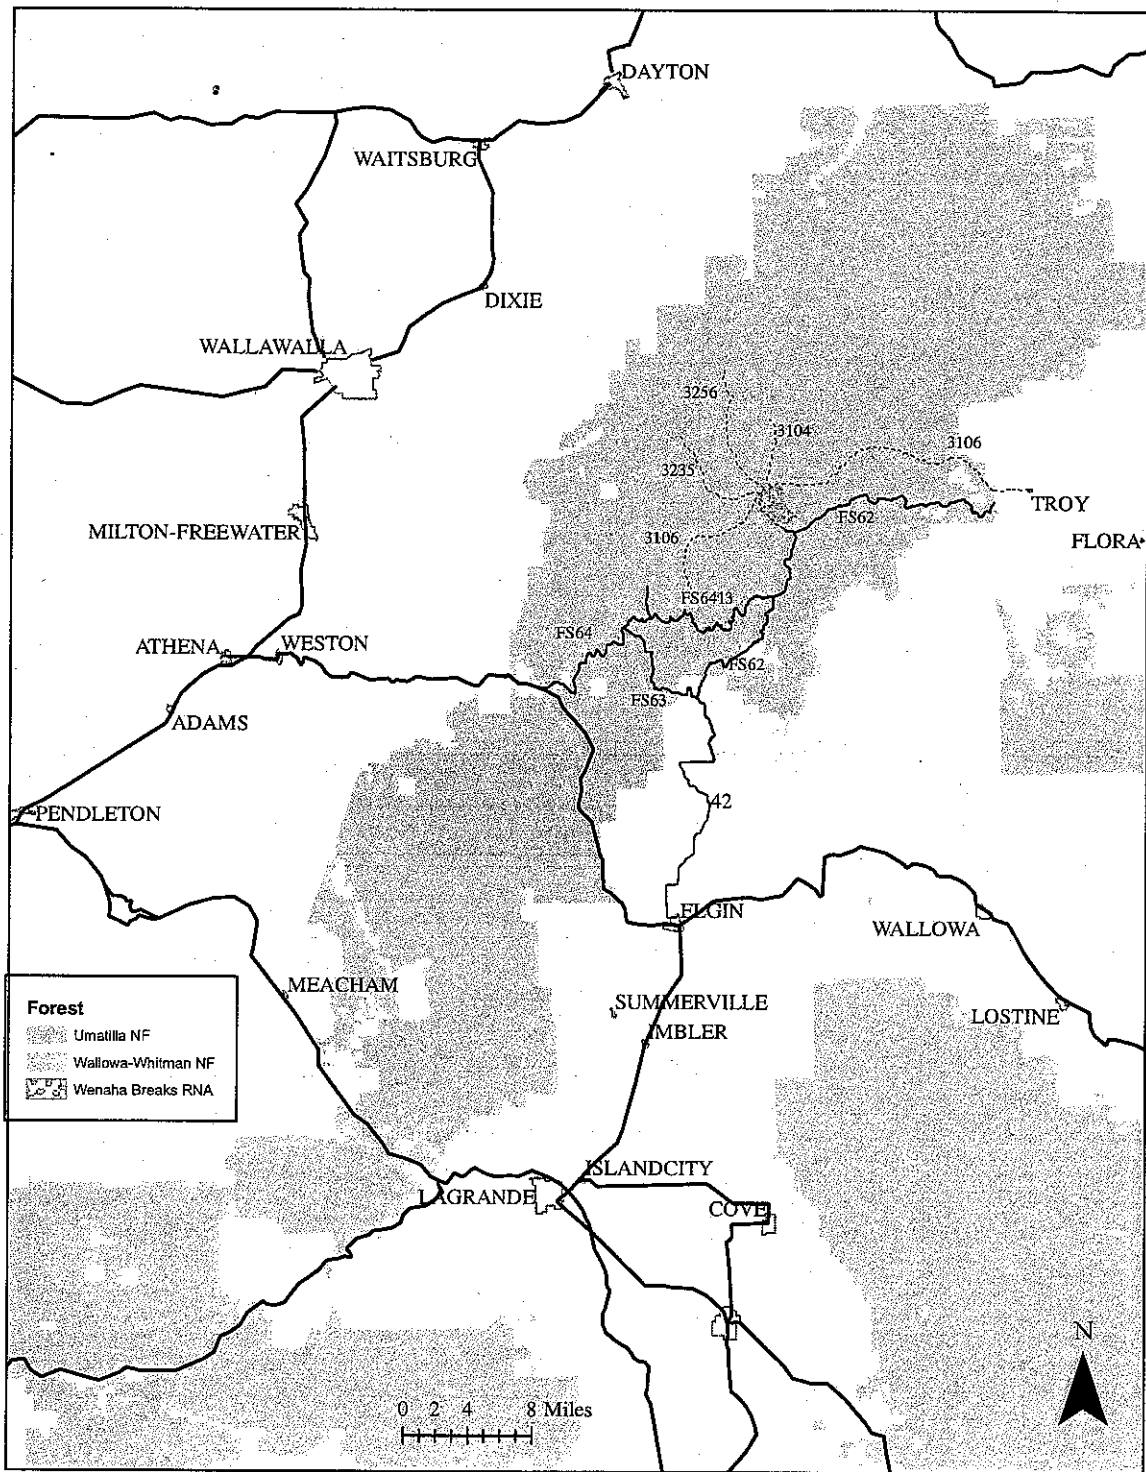 DAYTON
WAITSBURG
DIXIE
WALLAWALLA
3256
3104
3106
3235
TROY
FS62
MILTON-FREEWATER
3106
FLORA
FS6413
FS64
ATHENA
WESTON
FS62
FS63
ADAMS
42
PENDLETON
ELGIN
WALLOWA
MEACHAM
SUMMERVILLE
LOSTINE
IMBLER
Forest
Umatilla NF
Wallowa-Whitman NF
Wenaha Breaks RNA
ISLANDCITY
LAGRANDE
COVE
N
0 2 4 8 Miles